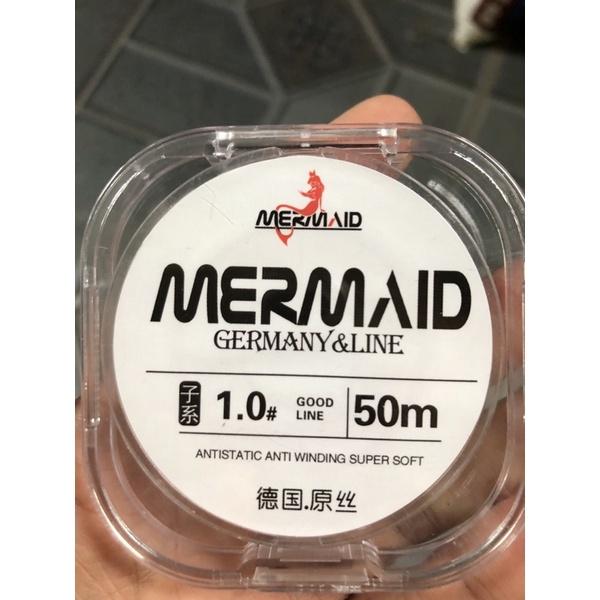 MERMAID
MERMAID
GERMANY&LINE
子系 1.0# GOOD LINE 50m
ANTISTATIC ANTI WINDING SUPER SOFT
德国.原丝